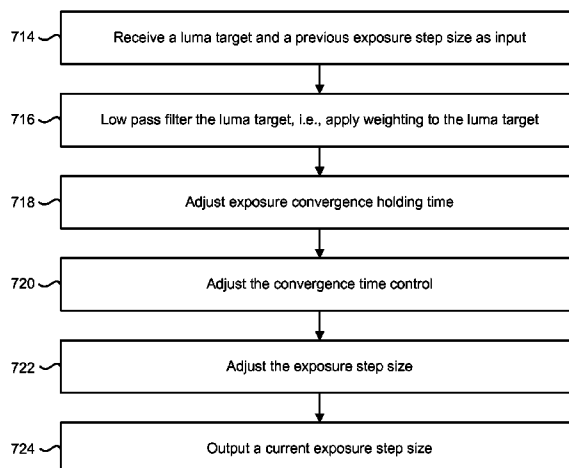 714 Receive a luma target and a previous exposure step size as input
716 Low pass filter the luma target, i.e., apply weighting to the luma target
718 Adjust exposure convergence holding time
720 Adjust the convergence time control
722 Adjust the exposure step size
724 Output a current exposure step size